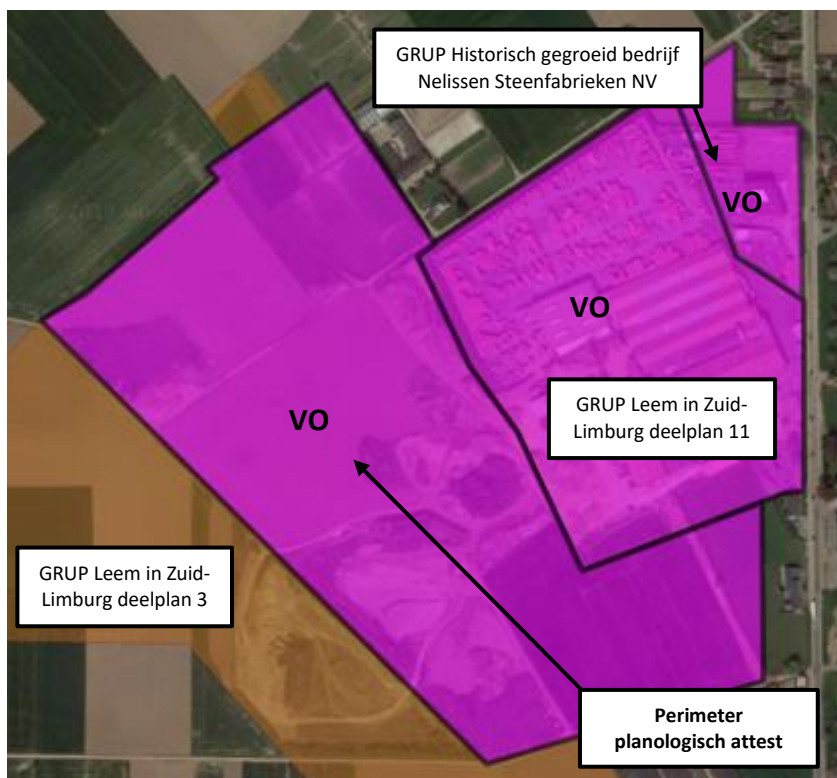 GRUP Historisch gegroeid bedrijf
Nelissen Steenfabrieken NV
VO
VO
GRUP Leem in Zuid-
Limburg deelplan 11
VO
GRUP Leem in Zuid-
Limburg deelplan 3
Perimeter
planologisch attest